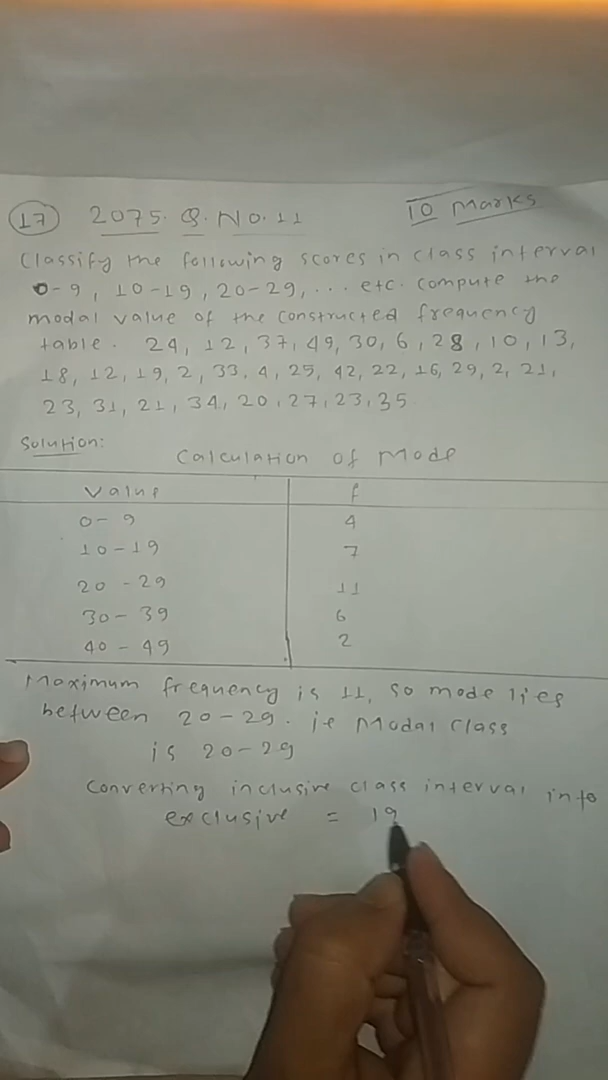 17 2075. Q. NO. 11 10 Marks
Classify the following scores in class interval
0-9, 10-19, 20-29, ... etc. compute the
modal value of the constructed frequency
table. 24, 12, 37, 49, 30, 6, 28, 10, 13,
18, 12, 19, 2, 33, 4, 25, 42, 22, 16, 29, 2, 21,
23, 31, 21, 34, 20, 27, 23, 35
Solution:
Calculation of Mode
Value f
0- 9 4
10-19 7
20 -29 11
30- 39 6
40 - 49 2
Maximum frequency is 11, so mode lies
between 20-29. ie Modal class
is 20-29
Converting inclusive class interval into
exclusive = 19